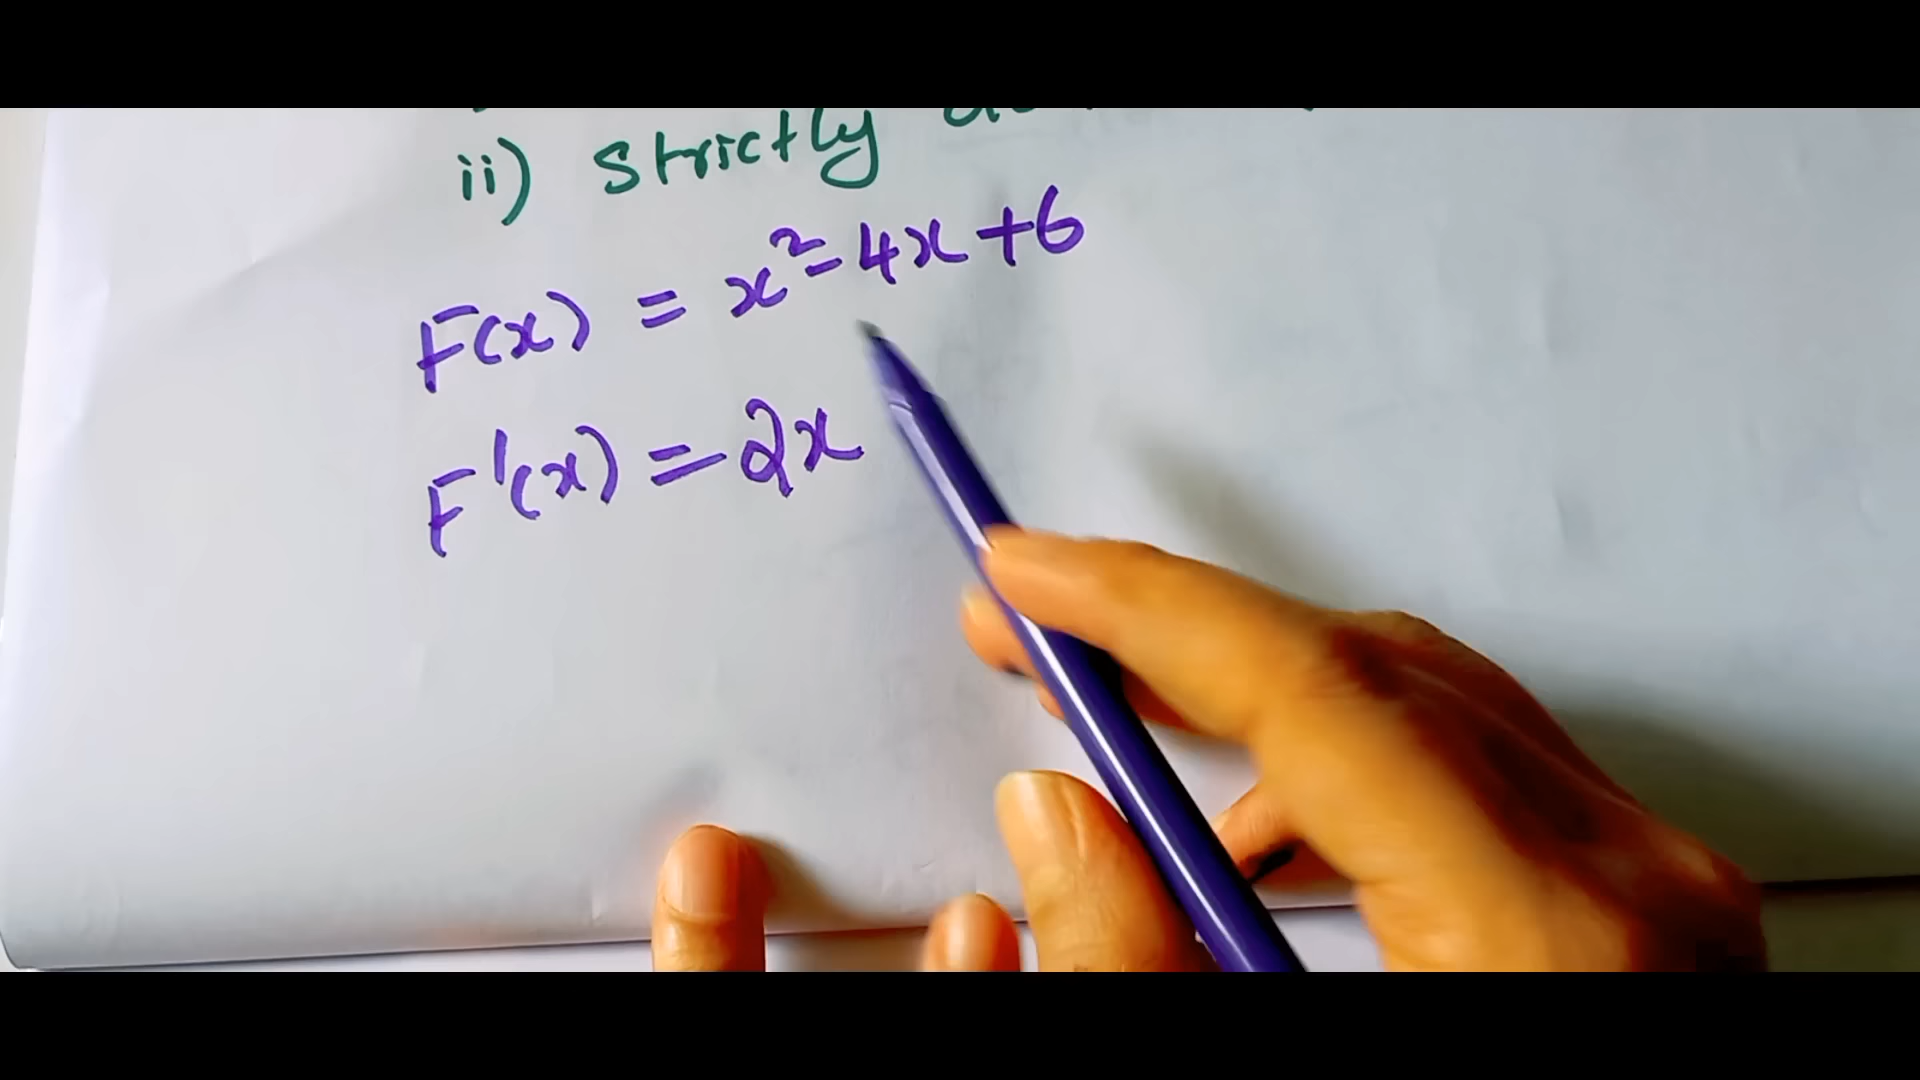 ii) Strictly
F(x) = x² - 4x + 6
F'(x) = 2x